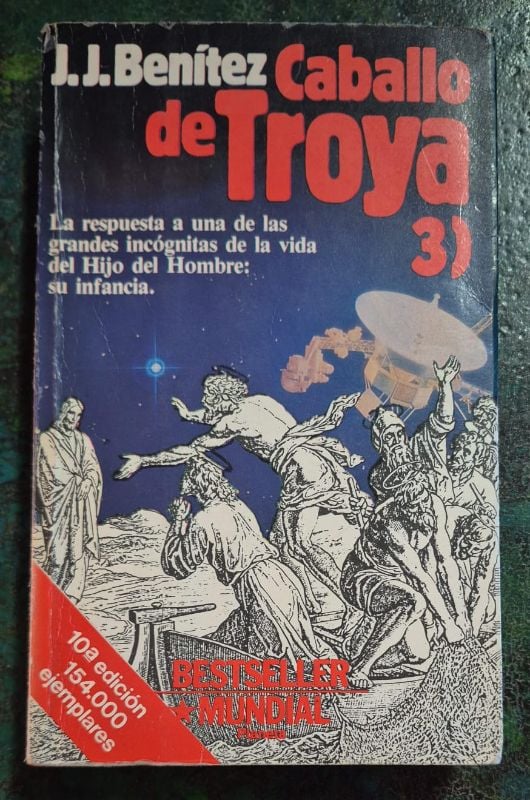 J.J.Benítez Caballo
de Troya
3)
La respuesta a una de las
grandes incógnitas de la vida
del Hijo del Hombre:
su infancia.
10ª edición
154.000
ejemplares
BESTSELLER
MUNDIAL
Planeta